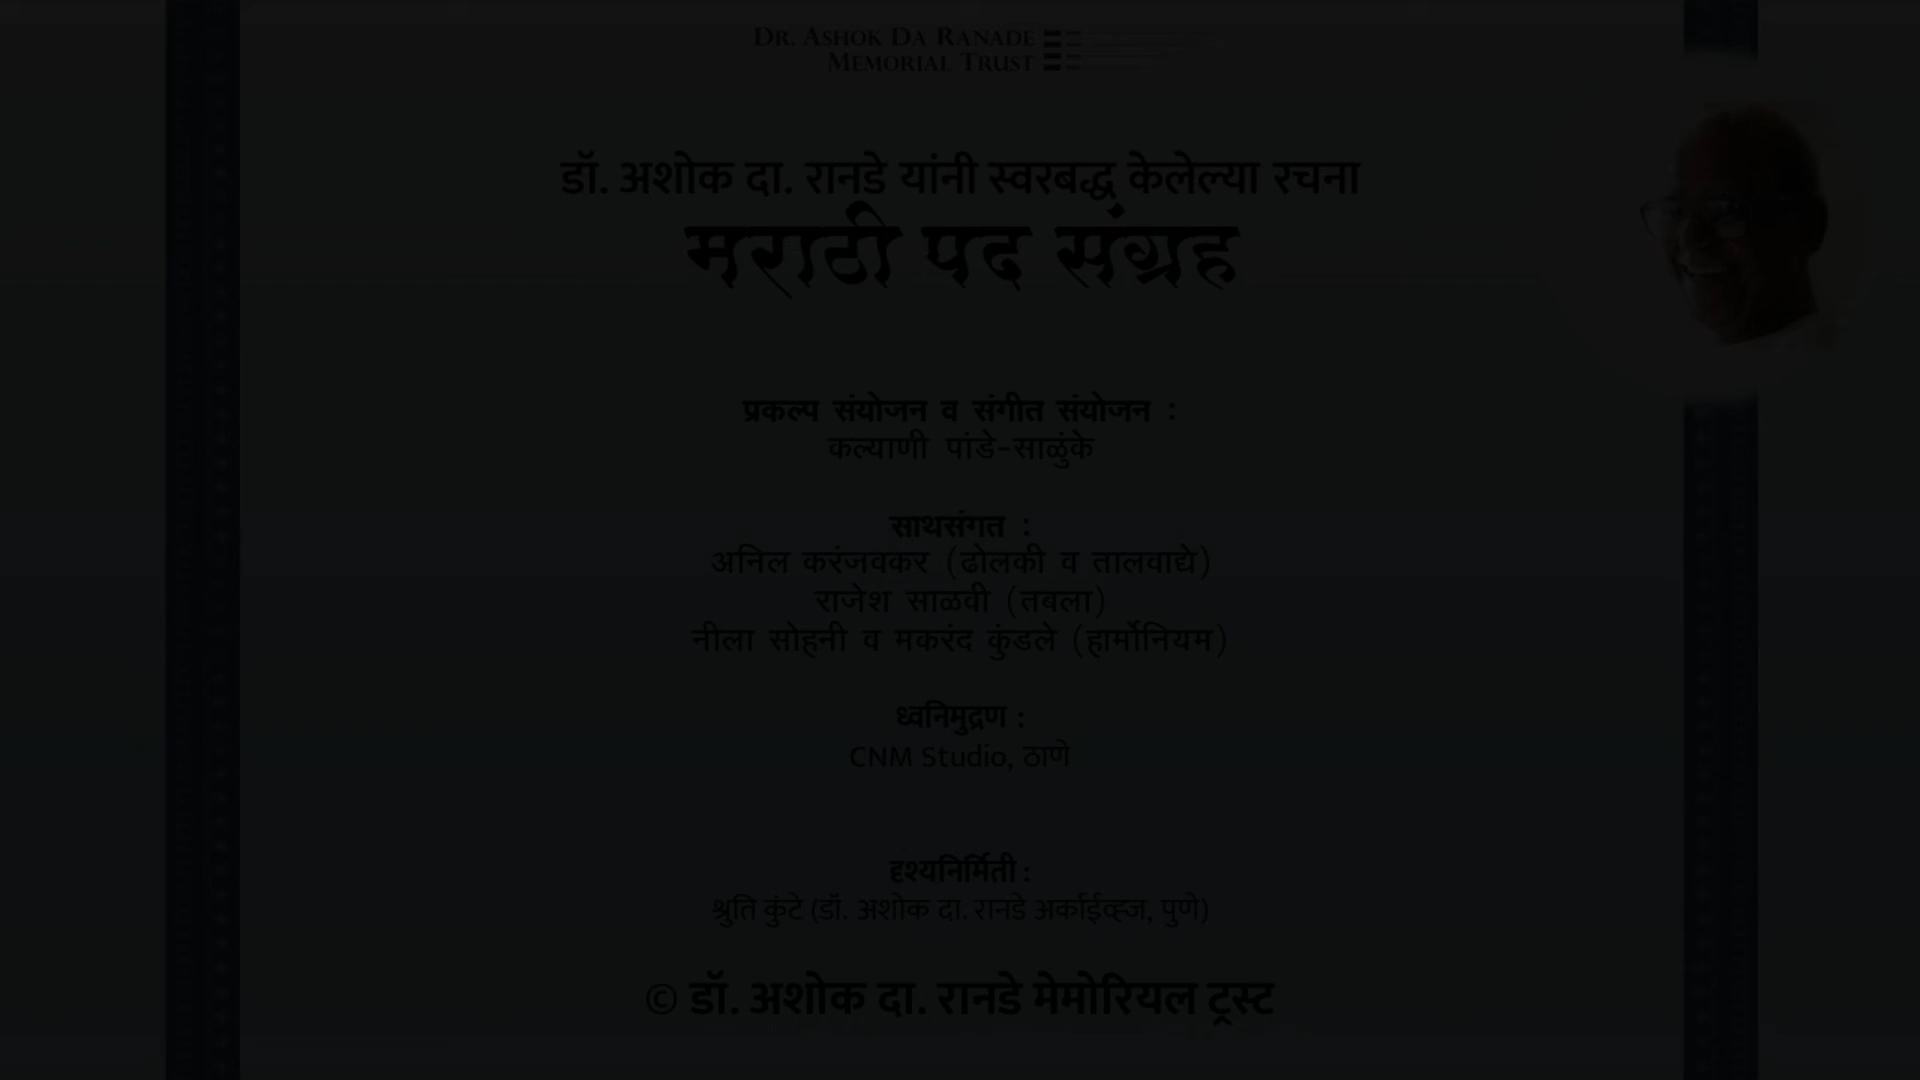 DR. ASHOK DA RANADE
MEMORIAL TRUST
डॉ. अशोक दा. रानडे यांनी स्वरबद्ध केलेल्या रचना
मराठी पद संग्रह
प्रकल्प संयोजन व संगीत संयोजन :
कल्याणी पांडे-साळुंके
साथसंगत :
अनिल करंजवकर (ढोलकी व तालवाद्ये)
राजेश साळवी (तबला)
नीला सोहनी व मकरंद कुंडले (हार्मोनियम)
ध्वनिमुद्रण :
CNM Studio, ठाणे
दृश्यनिर्मिती :
श्रुति कुंटे (डॉ. अशोक दा. रानडे अर्काईव्ह्ज, पुणे)
© डॉ. अशोक दा. रानडे मेमोरियल ट्रस्ट